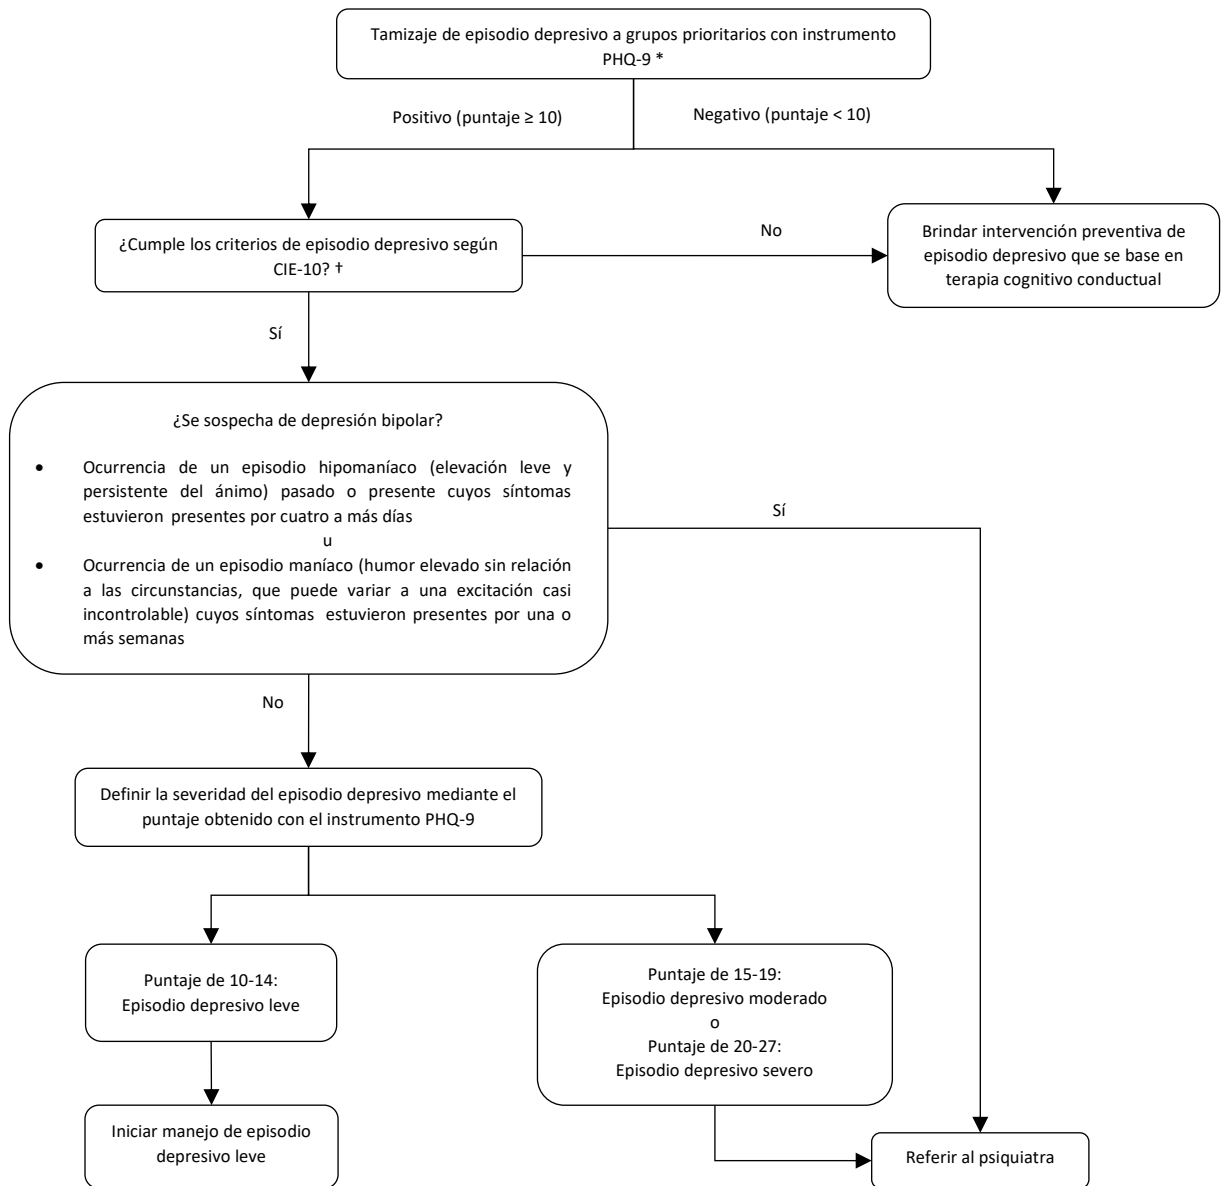 Tamizaje de episodio depresivo a grupos prioritarios con instrumento
PHQ-9 *
Positivo (puntaje ≥ 10)
Negativo (puntaje < 10)
¿Cumple los criterios de episodio depresivo según
CIE-10? †
No
Brindar intervención preventiva de
episodio depresivo que se base en
terapia cognitivo conductual
Sí
¿Se sospecha de depresión bipolar?
• Ocurrencia de un episodio hipomaníaco (elevación leve y
persistente del ánimo) pasado o presente cuyos síntomas
estuvieron presentes por cuatro a más días
u
• Ocurrencia de un episodio maníaco (humor elevado sin relación
a las circunstancias, que puede variar a una excitación casi
incontrolable) cuyos síntomas estuvieron presentes por una o
más semanas
Sí
No
Definir la severidad del episodio depresivo mediante el
puntaje obtenido con el instrumento PHQ-9
Puntaje de 10-14:
Episodio depresivo leve
Puntaje de 15-19:
Episodio depresivo moderado
o
Puntaje de 20-27:
Episodio depresivo severo
Iniciar manejo de episodio
depresivo leve
Referir al psiquiatra